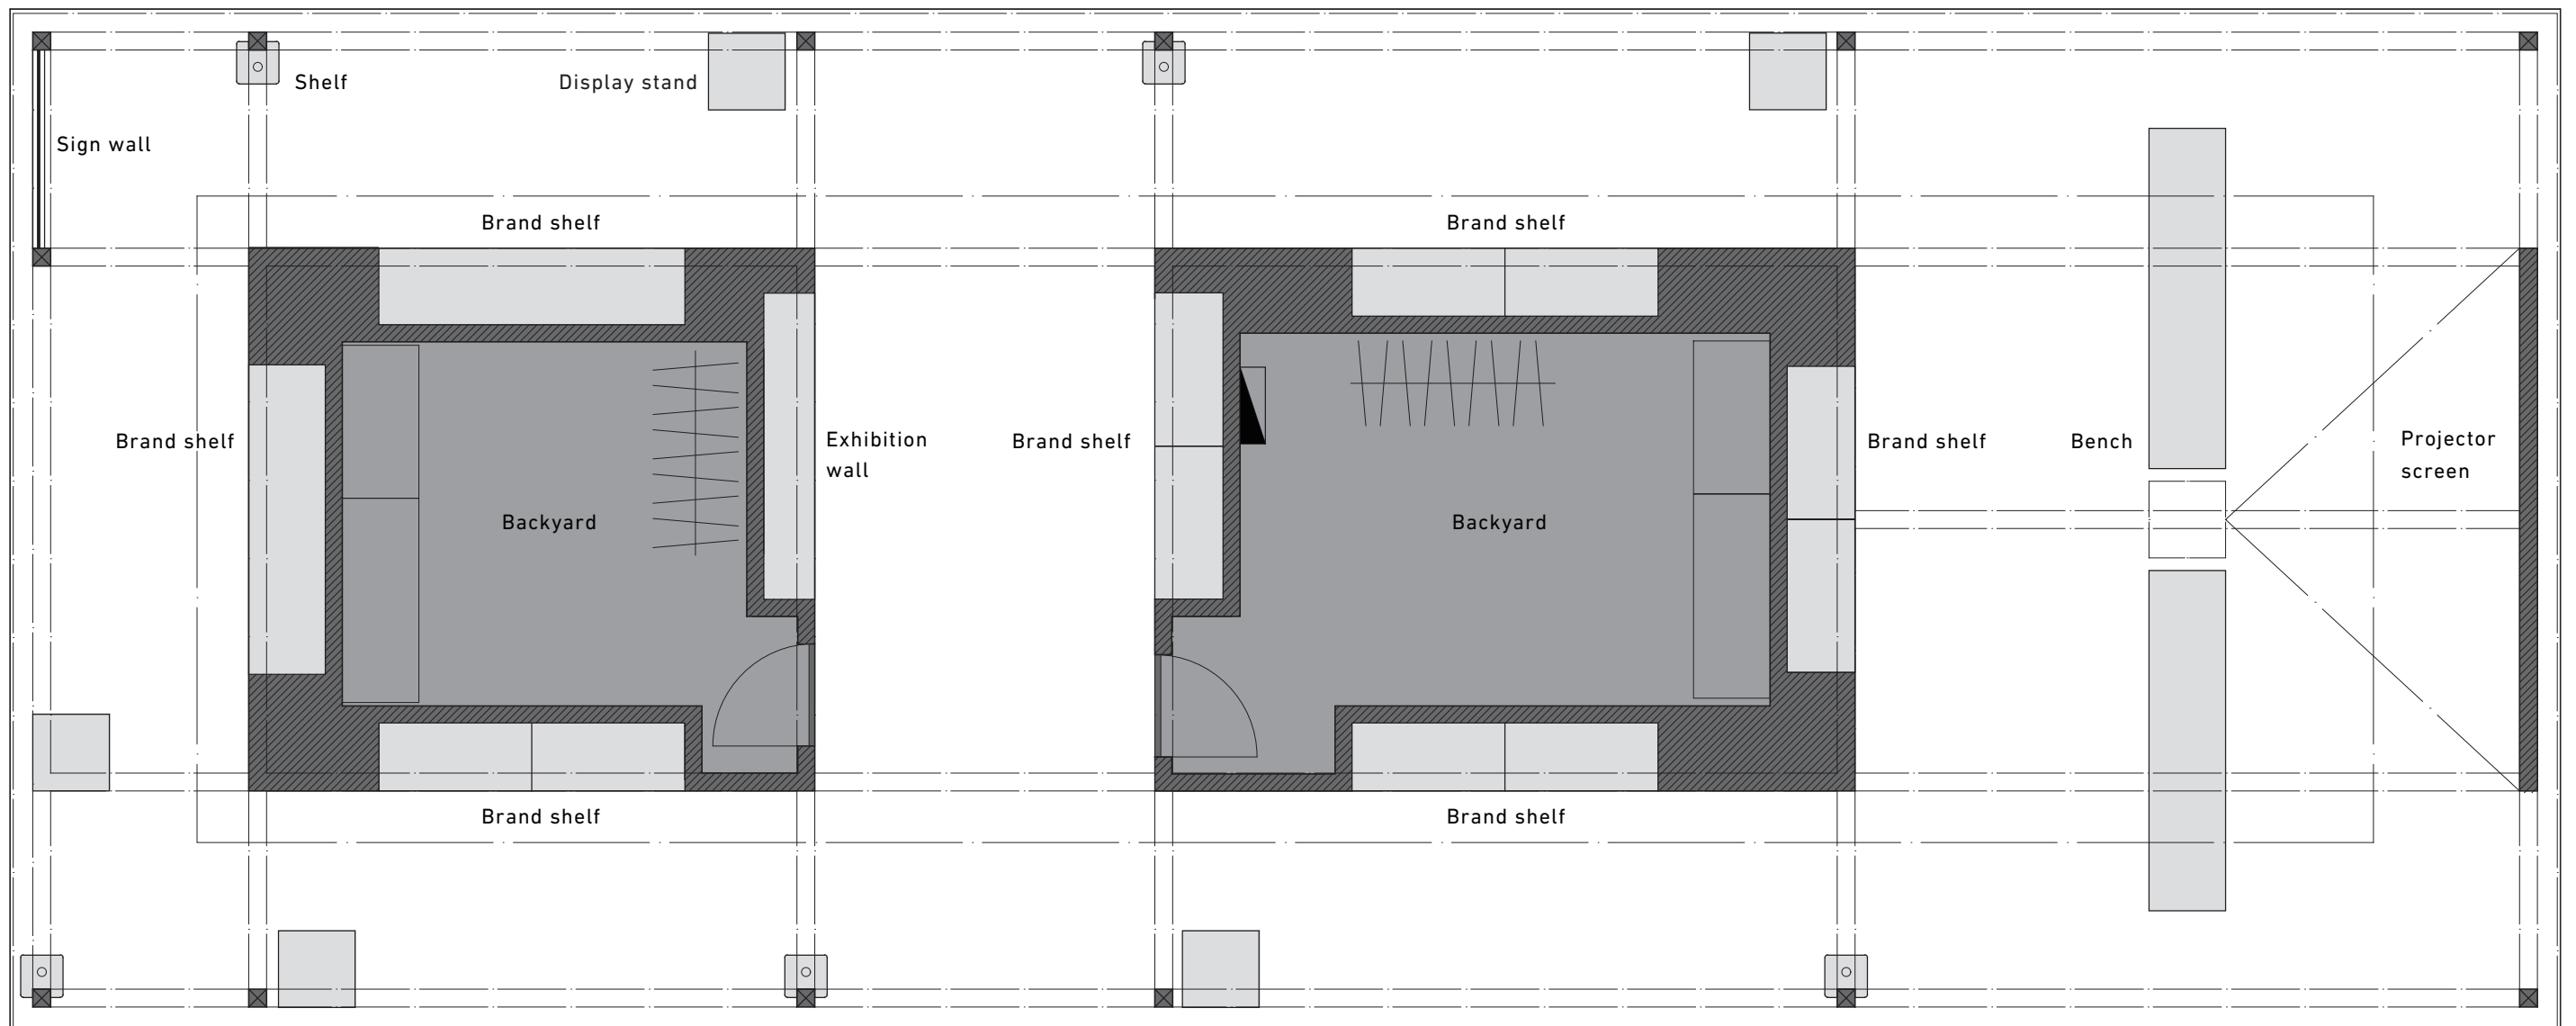 Shelf
Display stand
Sign wall
Brand shelf
Brand shelf
Brand shelf
Exhibition
wall
Brand shelf
Brand shelf
Bench
Projector
screen
Backyard
Backyard
Brand shelf
Brand shelf